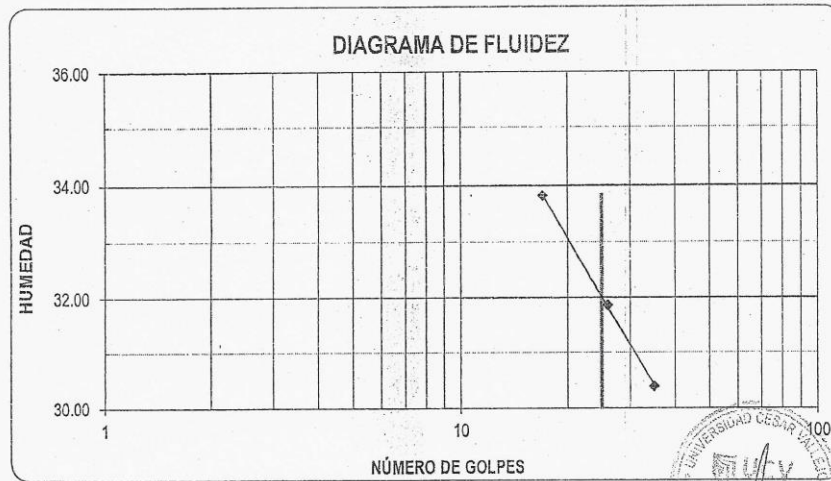 DIAGRAMA DE FLUIDEZ
36.00
34.00
32.00
30.00
HUMEDAD
1
10
100
NÚMERO DE GOLPES
UNIVERSIDAD CESAR VALLEJO
UCV